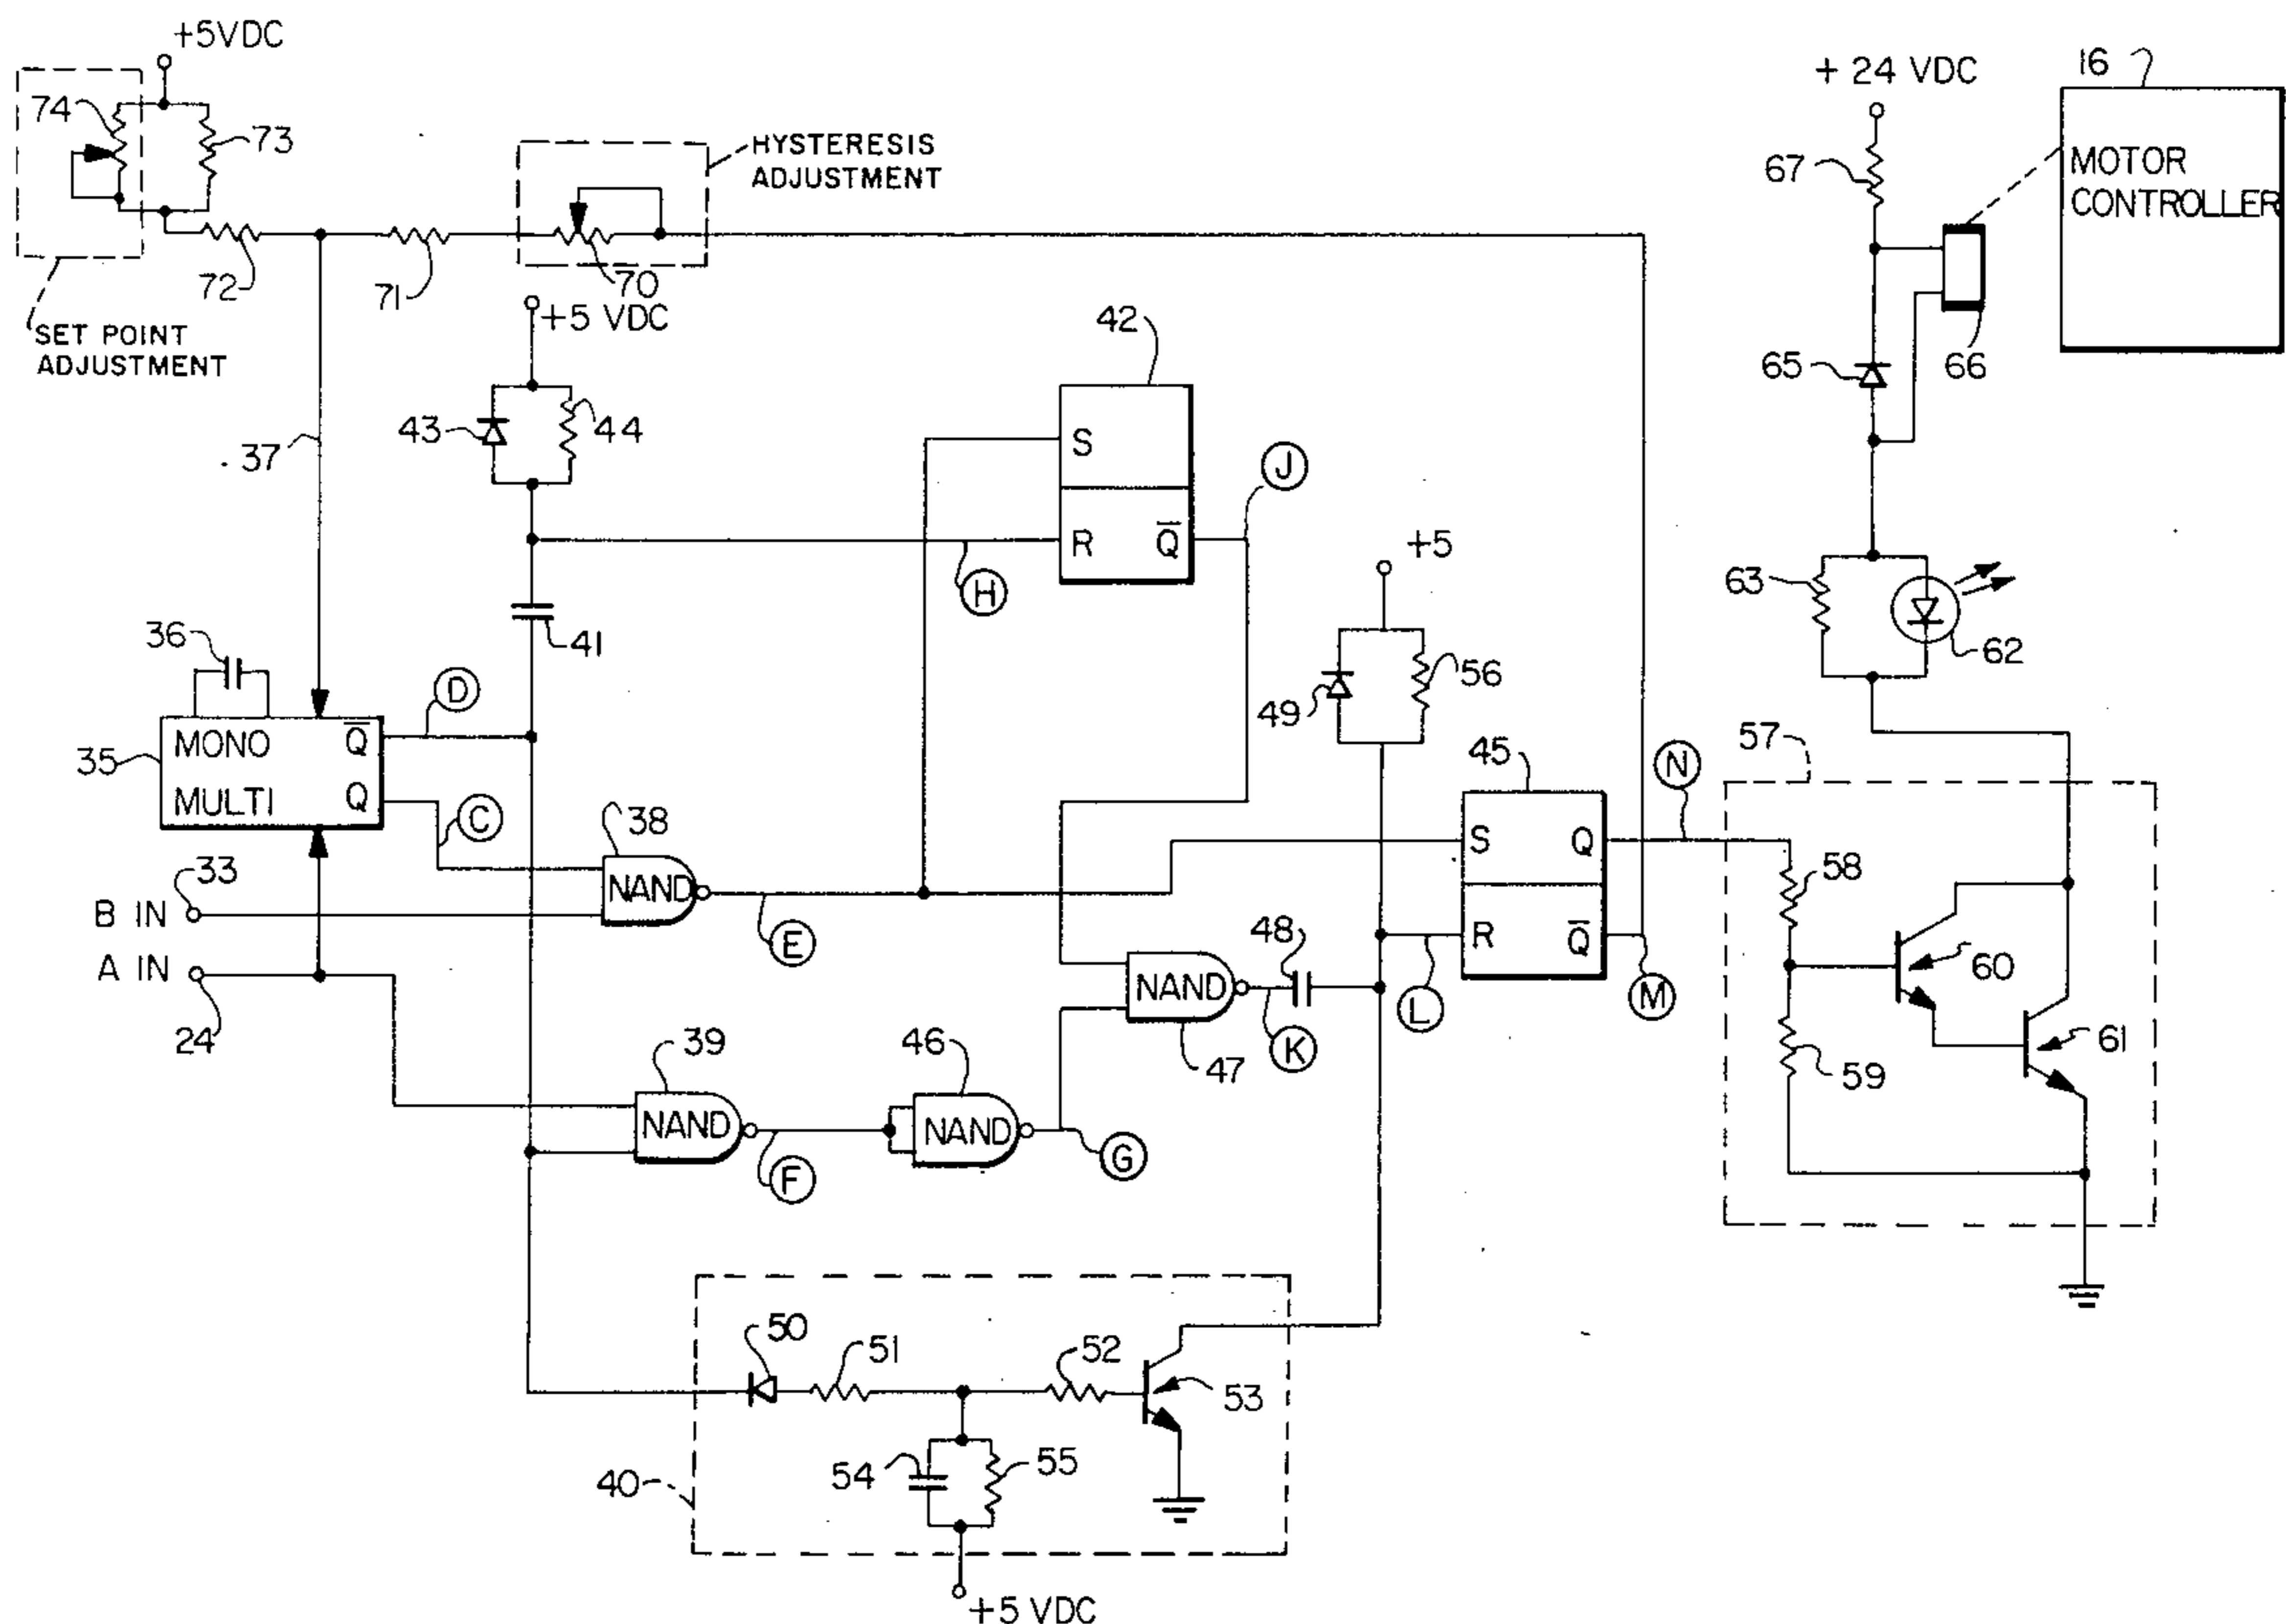 +5VDC
74
73
HYSTERESIS
ADJUSTMENT
72
71
70
SET POINT
ADJUSTMENT
+ 24 VDC
16
67
MOTOR
CONTROLLER
65
66
+5 VDC
42
43
44
S
J
37
R
Q̅
H
+5
63
62
36
41
56
D
49
35
MONO
MULTI
Q̅
Q
C
38
45
N
57
B IN
33
NAND
S
Q
58
E
48
R
Q̅
A IN
NAND
60
24
K
L
M
39
46
47
61
59
NAND
NAND
F
G
50
51
52
53
54
55
40
+5 VDC